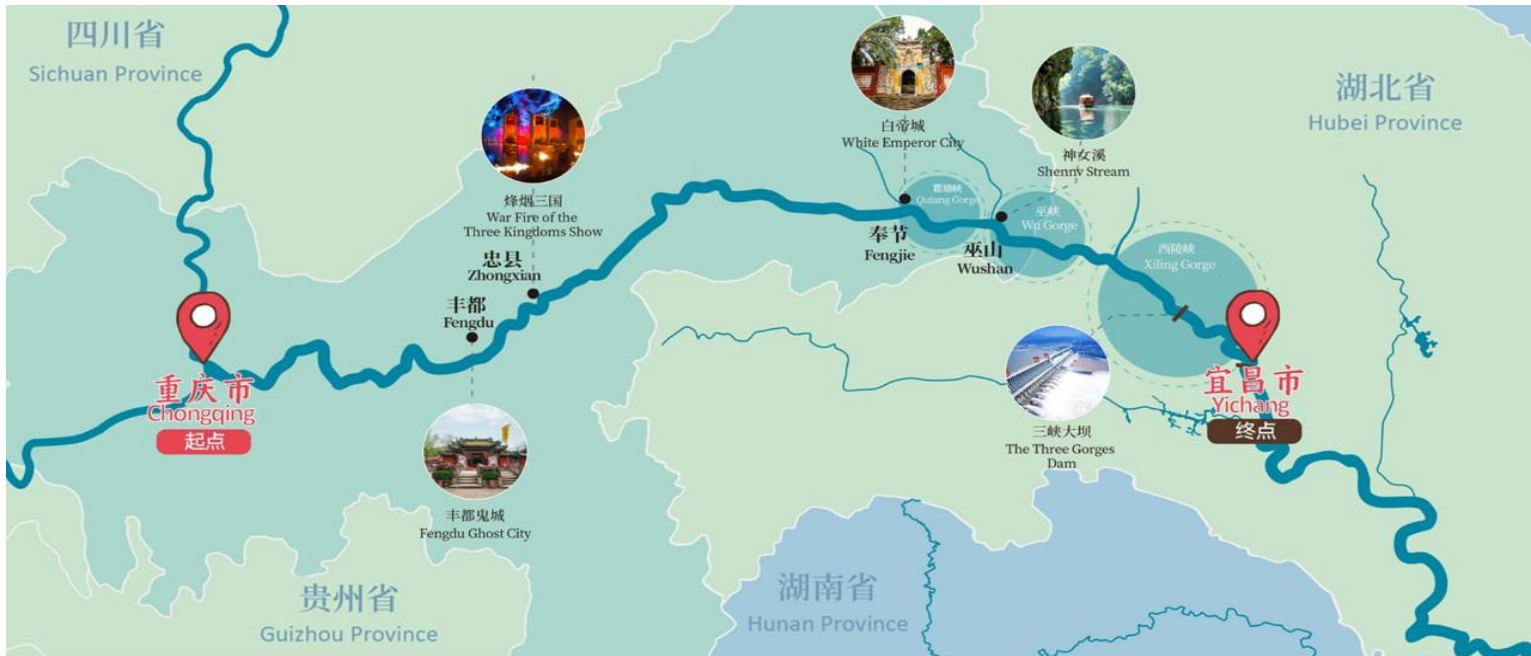 四川省
Sichuan Province
烽烟三国
War Fire of the
Three Kingdoms Show
忠县
Zhongxian
丰都
Fengdu
重庆市
Chongqing
起点
丰都鬼城
Fengdu Ghost City
贵州省
Guizhou Province
白帝城
White Emperor City
神女溪
Shennv Stream
湖北省
Hubei Province
瞿塘峡
Qutang Gorge
奉节
Fengjie
巫峡
Wu Gorge
巫山
Wushan
西陵峡
Xiling Gorge
三峡大坝
The Three Gorges
Dam
宜昌市
Yichang
终点
湖南省
Hunan Province